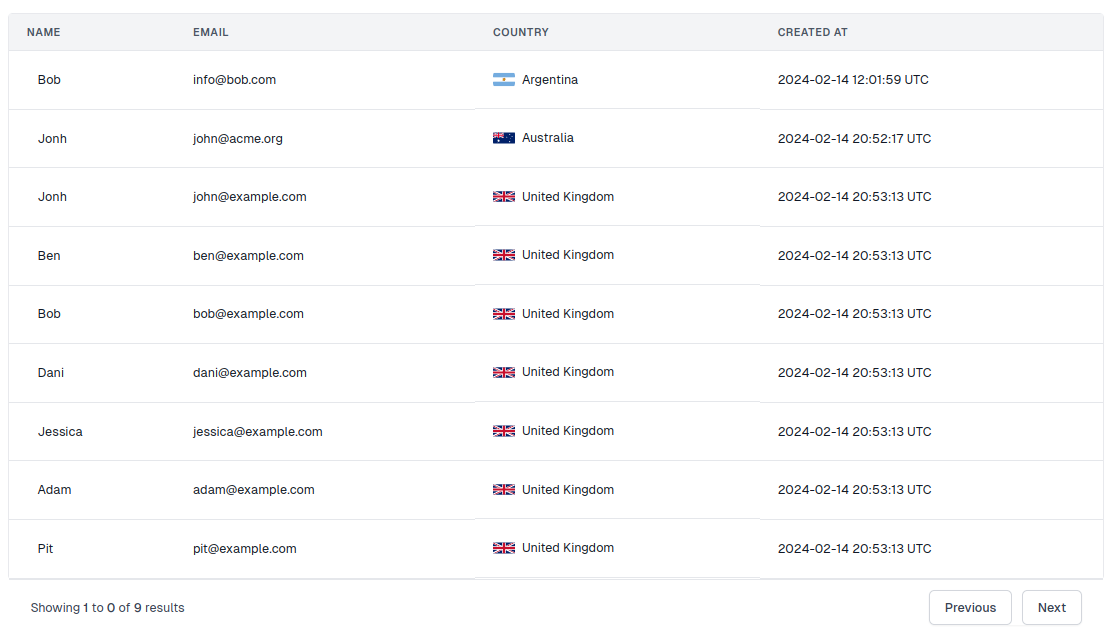 NAME EMAIL COUNTRY CREATED AT
Bob info@bob.com Argentina 2024-02-14 12:01:59 UTC
Jonh john@acme.org Australia 2024-02-14 20:52:17 UTC
Jonh john@example.com United Kingdom 2024-02-14 20:53:13 UTC
Ben ben@example.com United Kingdom 2024-02-14 20:53:13 UTC
Bob bob@example.com United Kingdom 2024-02-14 20:53:13 UTC
Dani dani@example.com United Kingdom 2024-02-14 20:53:13 UTC
Jessica jessica@example.com United Kingdom 2024-02-14 20:53:13 UTC
Adam adam@example.com United Kingdom 2024-02-14 20:53:13 UTC
Pit pit@example.com United Kingdom 2024-02-14 20:53:13 UTC
Showing 1 to 0 of 9 results Previous Next